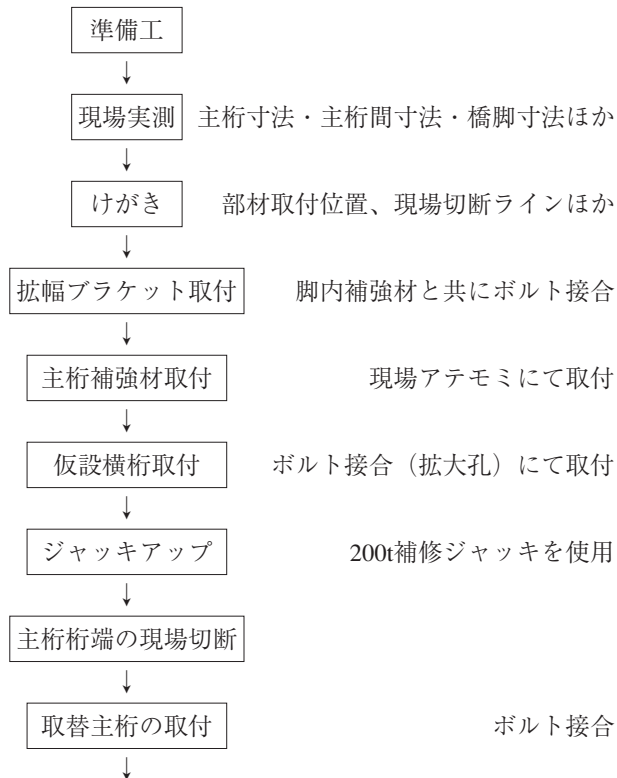 準備工
↓
現場実測 主桁寸法・主桁間寸法・橋脚寸法ほか
↓
けがき 部材取付位置、現場切断ラインほか
↓
拡幅ブラケット取付 脚内補強材と共にボルト接合
↓
主桁補強材取付 現場アテモミにて取付
↓
仮設横桁取付 ボルト接合（拡大孔）にて取付
↓
ジャッキアップ 200t補修ジャッキを使用
↓
主桁桁端の現場切断
↓
取替主桁の取付 ボルト接合
↓